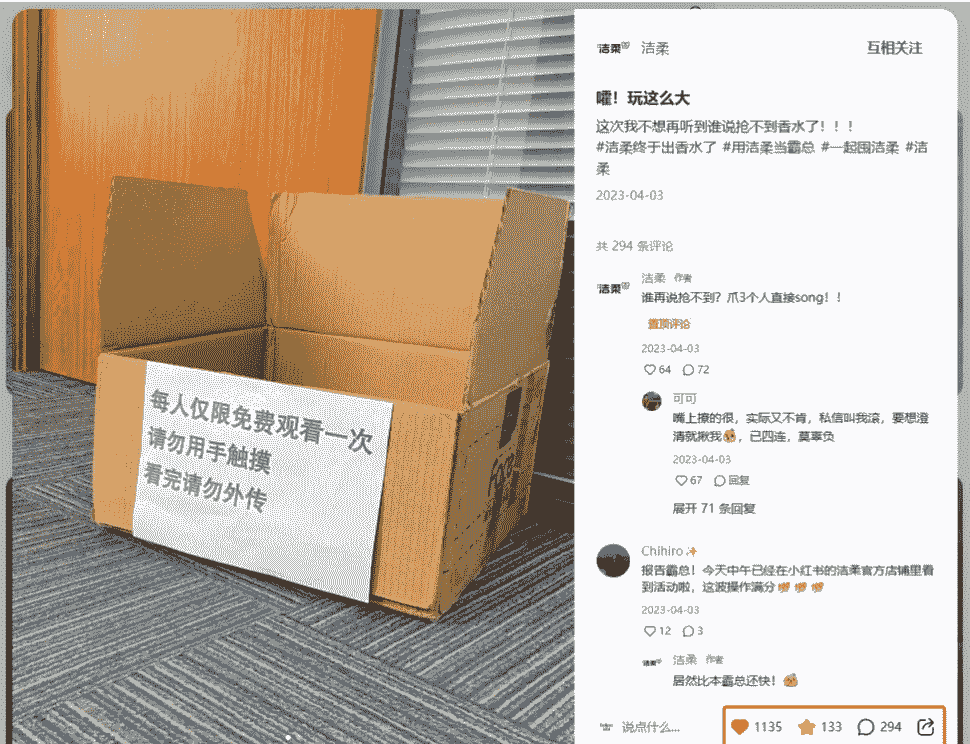 每人仅限免费观看一次
请勿用手触摸
看完请勿外传
洁柔
洁柔
互相关注
嚯！玩这么大
这次我不想再听到谁说抢不到香水了！！！
#洁柔终于出香水了 #用洁柔当霸总 #一起囤洁柔 #洁
柔
2023-04-03
共 294 条评论
洁柔
洁柔 作者
谁再说抢不到？爪3个人直接song！！
置顶评论
2023-04-03
64 72
可可
嘴上撩的很，实际又不肯，私信叫我滚，要想澄
清就揪我，已四连，莫辜负
2023-04-03
67 回复
展开 71 条回复
Chihiro
报告霸总！今天中午已经在小红书的洁柔官方店铺里看
到活动啦，这波操作满分
2023-04-03
12 3
洁柔
洁柔 作者
居然比本霸总还快！
说点什么...
1135 133 294